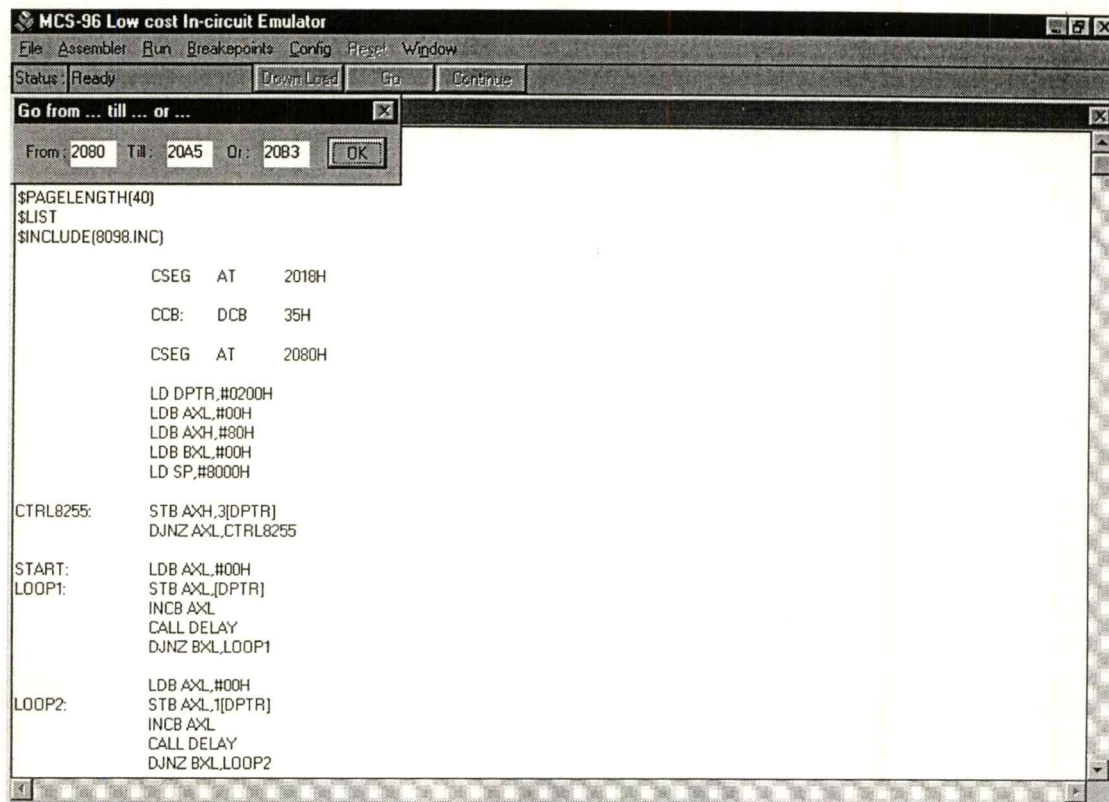 MCS-96 Low cost In-circuit Emulator
File Assembler Run Breakepoints Config Reset Window
Status : Ready Down Load Go Continue
Go from ... till ... or ...
From : 2080 Till : 20A5 Or : 20B3 OK
$PAGELENGTH(40)
$LIST
$INCLUDE(8098.INC)
CSEG AT 2018H
CCB: DCB 35H
CSEG AT 2080H
LD DPTR,#0200H
LDB AXL,#00H
LDB AXH,#80H
LDB BXL,#00H
LD SP,#8000H
CTRL8255: STB AXH,3[DPTR]
DJNZ AXL,CTRL8255
START: LDB AXL,#00H
LOOP1: STB AXL,[DPTR]
INCB AXL
CALL DELAY
DJNZ BXL,LOOP1
LDB AXL,#00H
LOOP2: STB AXL,1[DPTR]
INCB AXL
CALL DELAY
DJNZ BXL,LOOP2